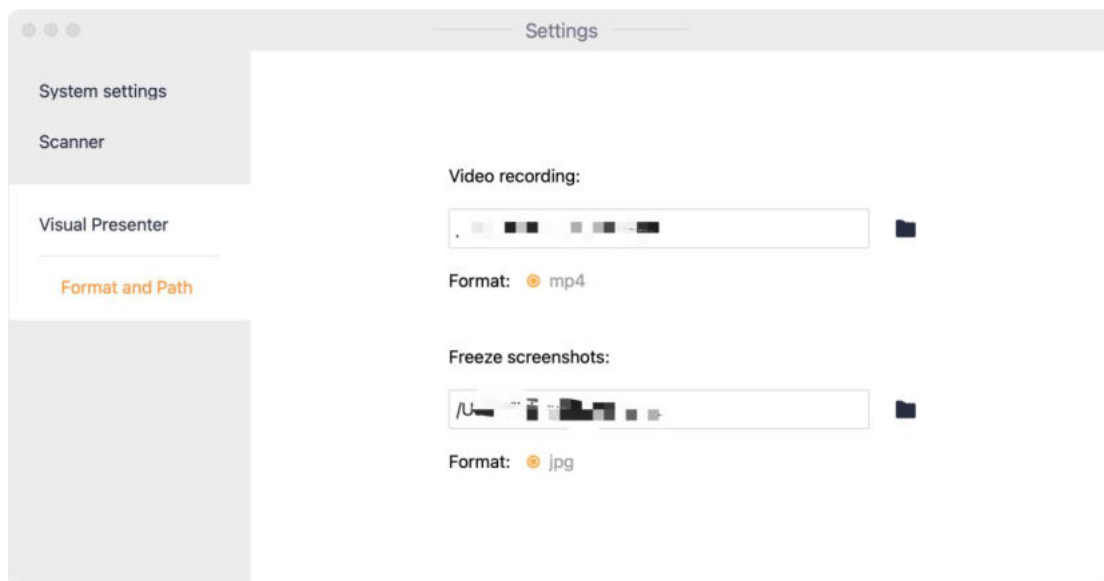 Settings
System settings
Scanner
Visual Presenter
Format and Path
Video recording:
Format: mp4
Freeze screenshots:
Format: jpg